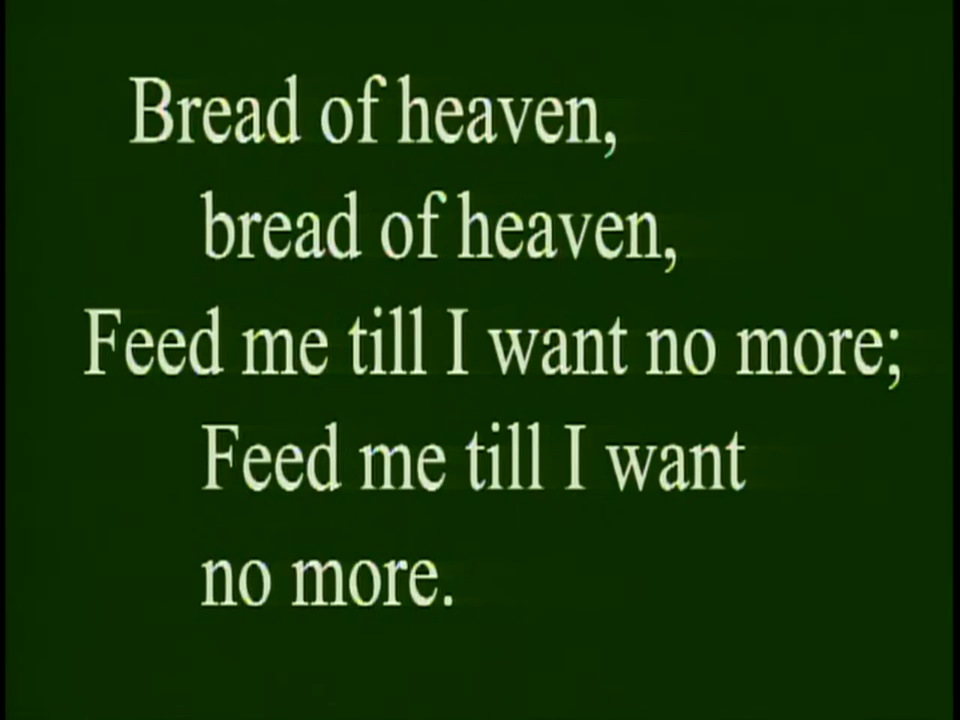 Bread of heaven,
bread of heaven,
Feed me till I want no more;
Feed me till I want
no more.